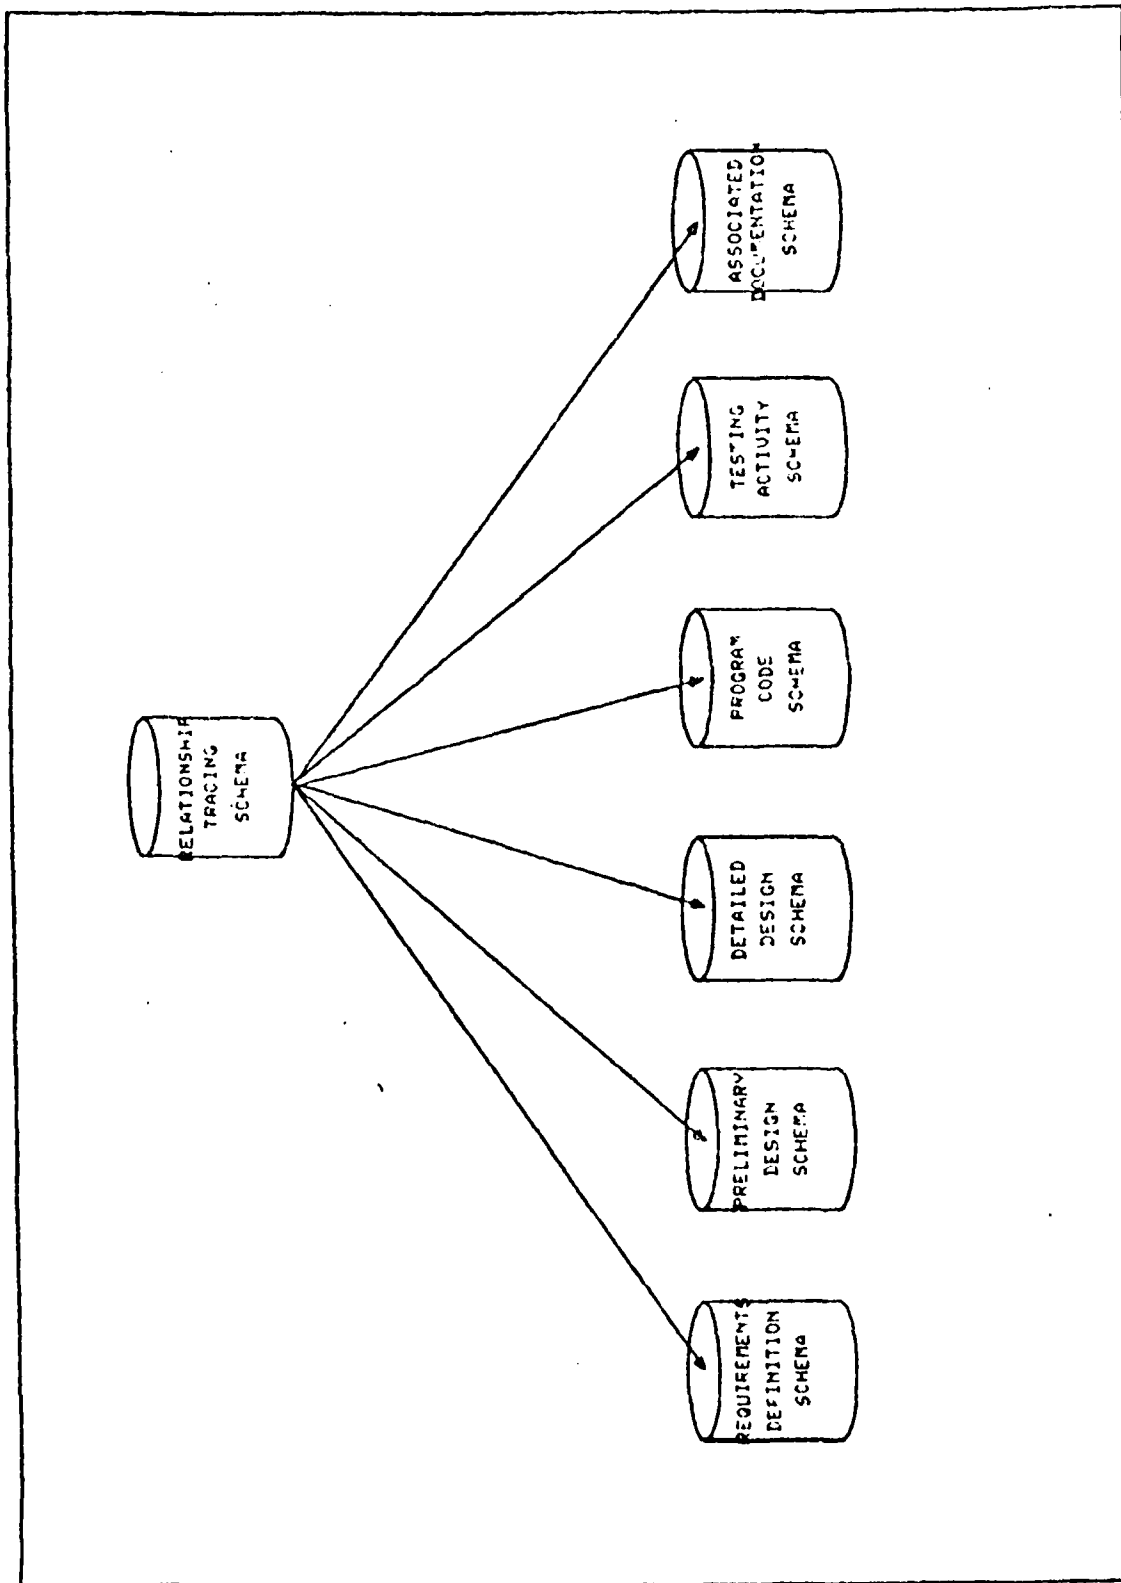 RELATIONSHIP
TRACING
SCHEMA
REQUIREMENTS
DEFINITION
SCHEMA
PRELIMINARY
DESIGN
SCHEMA
DETAILED
DESIGN
SCHEMA
PROGRAM
CODE
SCHEMA
TESTING
ACTIVITY
SCHEMA
ASSOCIATED
DOCUMENTATION
SCHEMA